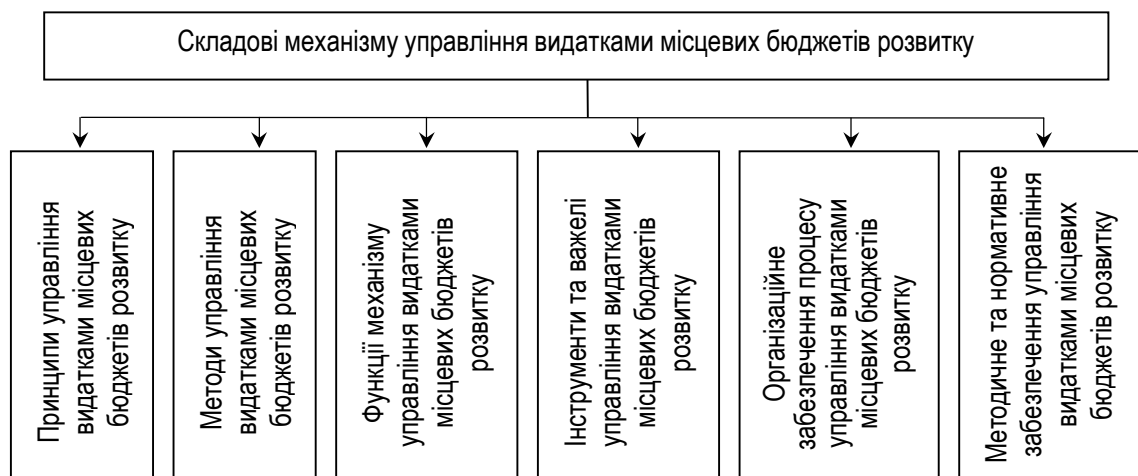 Складові механізму управління видатками місцевих бюджетів розвитку
Принципи управління
видатками місцевих
бюджетів розвитку
Методи управління
видатками місцевих
бюджетів розвитку
Функції механізму
управління видатками
місцевих бюджетів
розвитку
Інструменти та важелі
управління видатками
місцевих бюджетів
розвитку
Організаційне
забезпечення процесу
управління видатками
місцевих бюджетів
розвитку
Методичне та нормативне
забезпечення управління
видатками місцевих
бюджетів розвитку